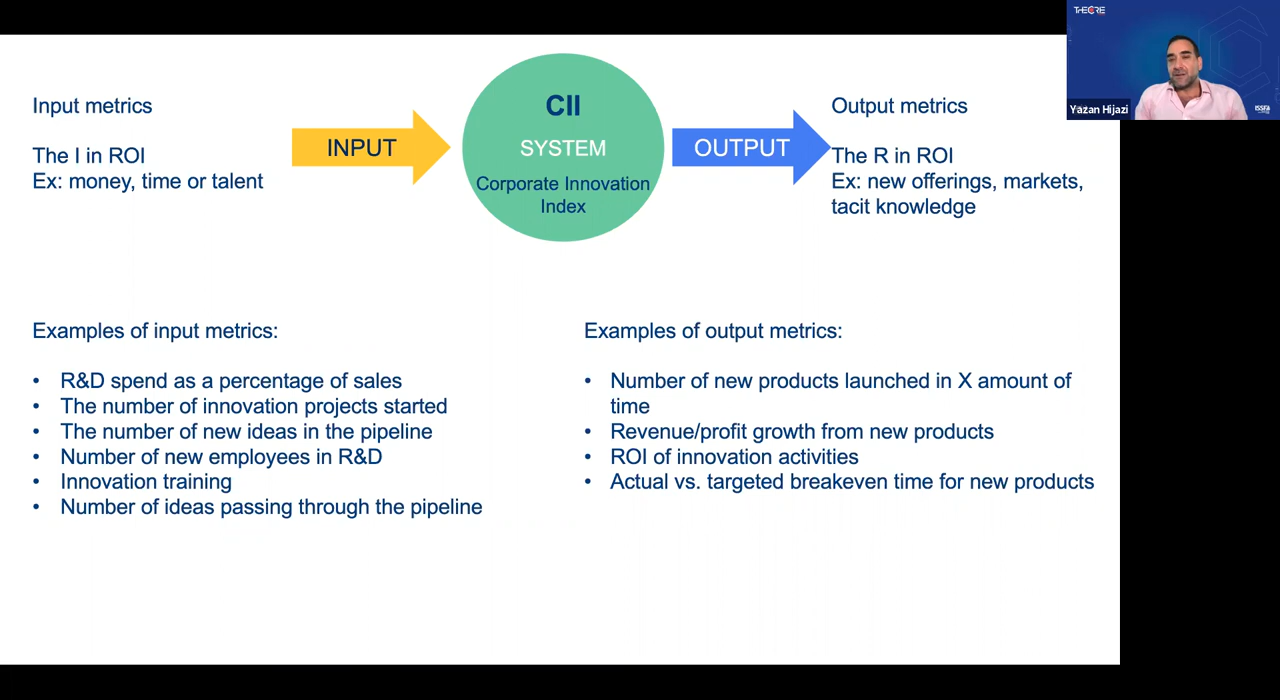 THECORE
Yazan Hijazi
ISSFA
Input metrics
The I in ROI
Ex: money, time or talent
INPUT
CII
SYSTEM
Corporate Innovation
Index
OUTPUT
Output metrics
The R in ROI
Ex: new offerings, markets,
tacit knowledge
Examples of input metrics:
• R&D spend as a percentage of sales
• The number of innovation projects started
• The number of new ideas in the pipeline
• Number of new employees in R&D
• Innovation training
• Number of ideas passing through the pipeline
Examples of output metrics:
• Number of new products launched in X amount of
time
• Revenue/profit growth from new products
• ROI of innovation activities
• Actual vs. targeted breakeven time for new products